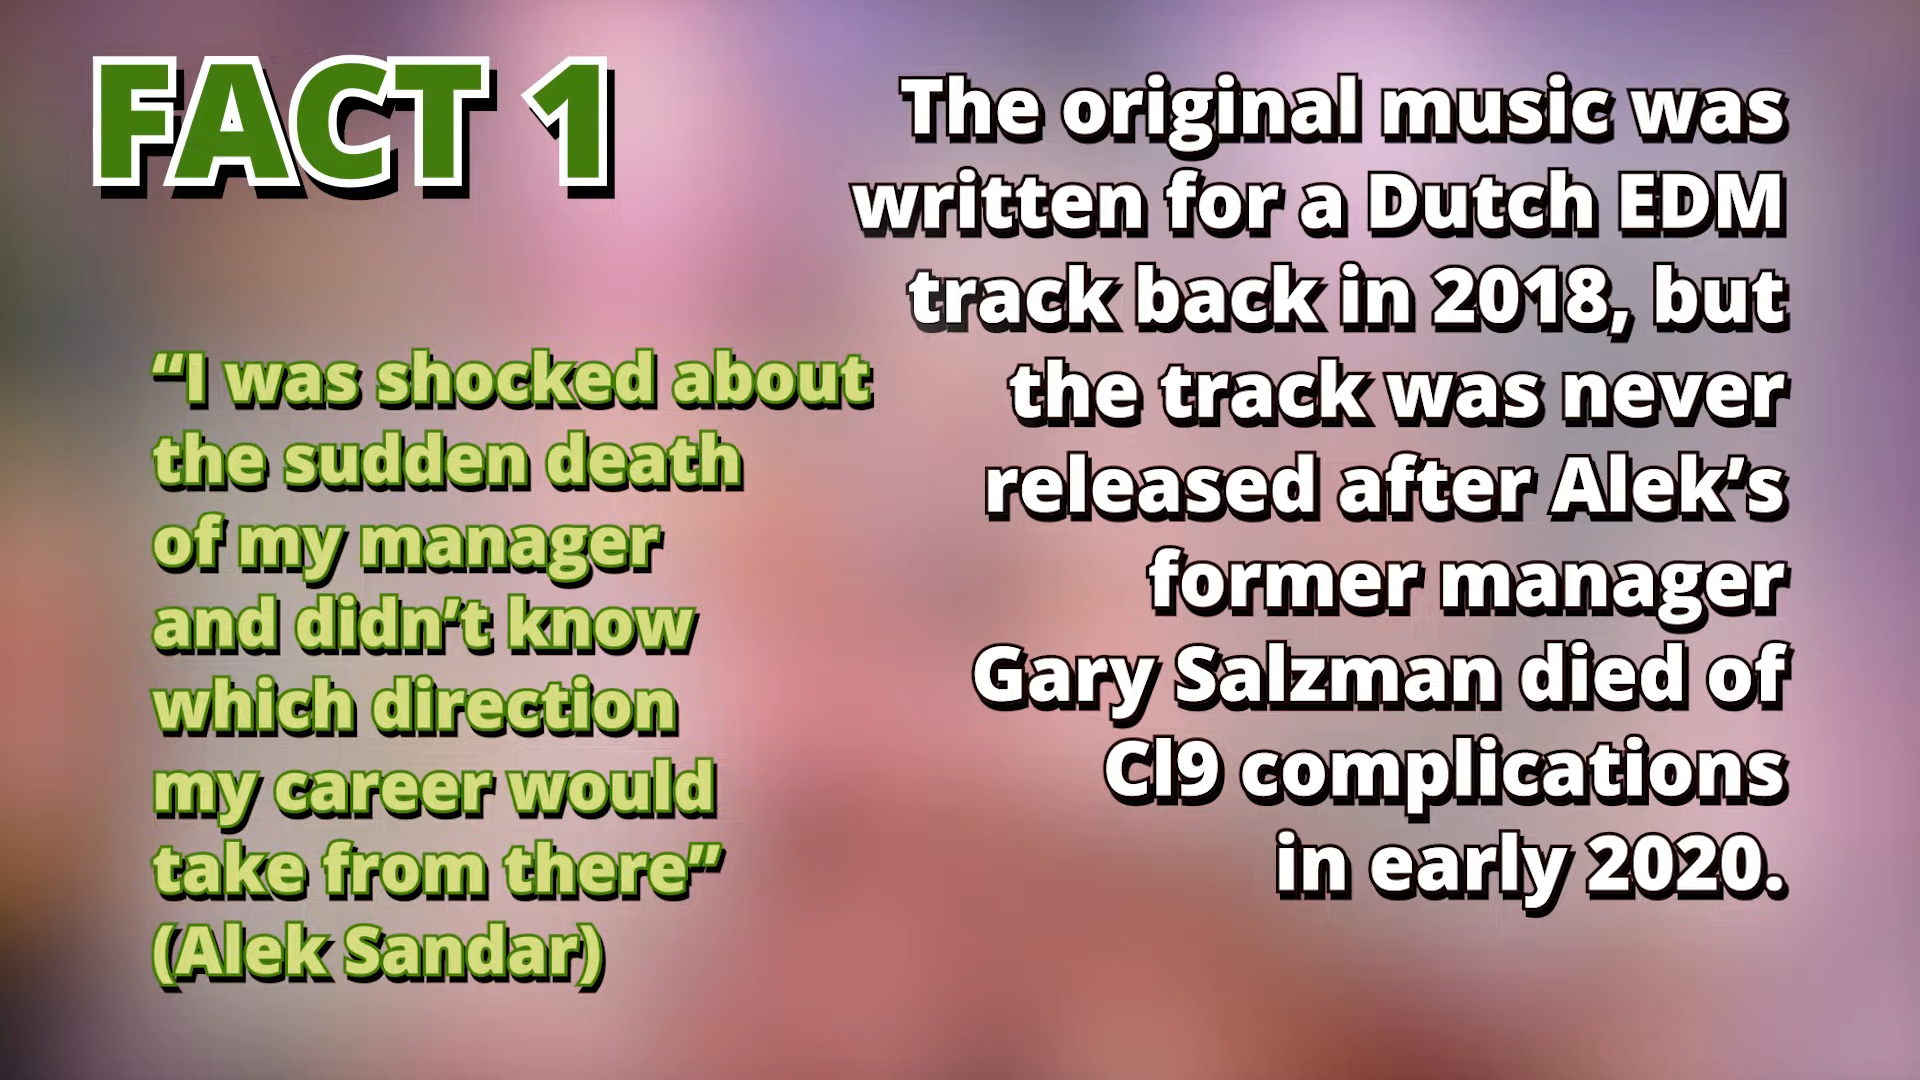 FACT 1
“I was shocked about
the sudden death
of my manager
and didn’t know
which direction
my career would
take from there”
(Alek Sandar)
The original music was
written for a Dutch EDM
track back in 2018, but
the track was never
released after Alek’s
former manager
Gary Salzman died of
Cl9 complications
in early 2020.